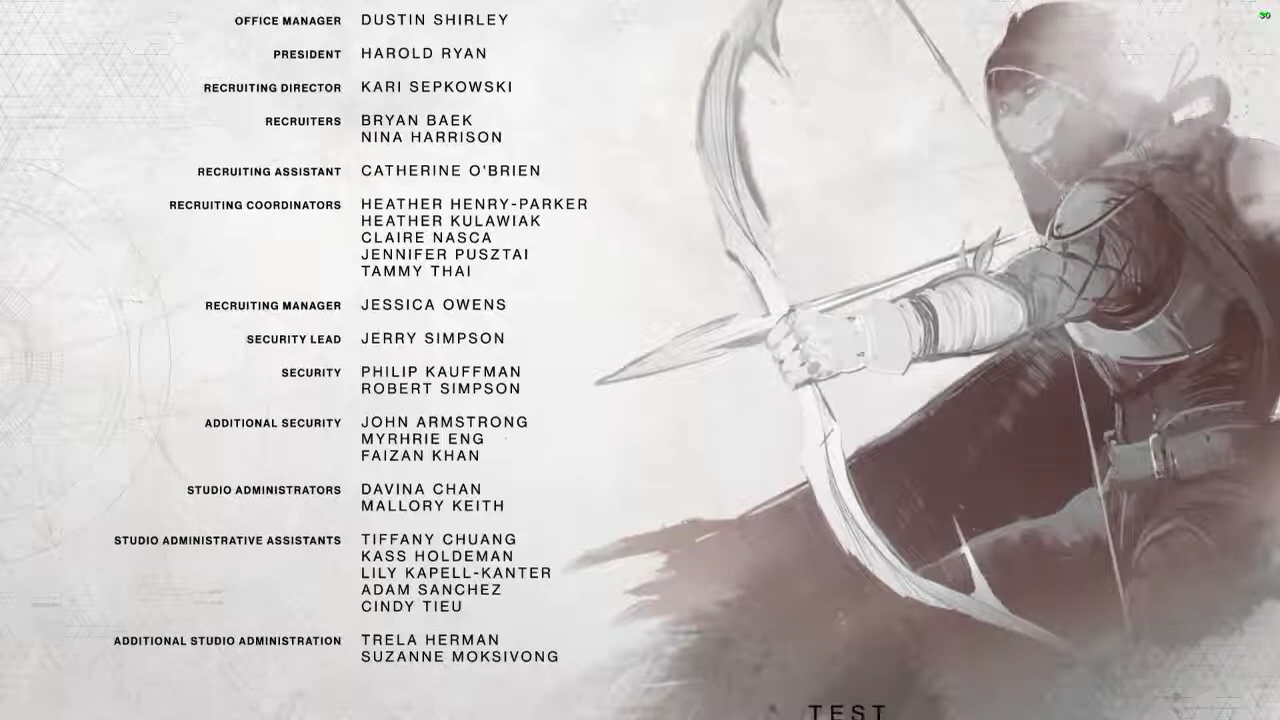 OFFICE MANAGER DUSTIN SHIRLEY
PRESIDENT HAROLD RYAN
RECRUITING DIRECTOR KARI SEPKOWSKI
RECRUITERS BRYAN BAEK
NINA HARRISON
RECRUITING ASSISTANT CATHERINE O'BRIEN
RECRUITING COORDINATORS HEATHER HENRY-PARKER
HEATHER KULAWIAK
CLAIRE NASCA
JENNIFER PUSZTAI
TAMMY THAI
RECRUITING MANAGER JESSICA OWENS
SECURITY LEAD JERRY SIMPSON
SECURITY PHILIP KAUFFMAN
ROBERT SIMPSON
ADDITIONAL SECURITY JOHN ARMSTRONG
MYRHRIE ENG
FAIZAN KHAN
STUDIO ADMINISTRATORS DAVINA CHAN
MALLORY KEITH
STUDIO ADMINISTRATIVE ASSISTANTS TIFFANY CHUANG
KASS HOLDEMAN
LILY KAPELL-KANTER
ADAM SANCHEZ
CINDY TIEU
ADDITIONAL STUDIO ADMINISTRATION TRELA HERMAN
SUZANNE MOKSIVONG
TEST
30